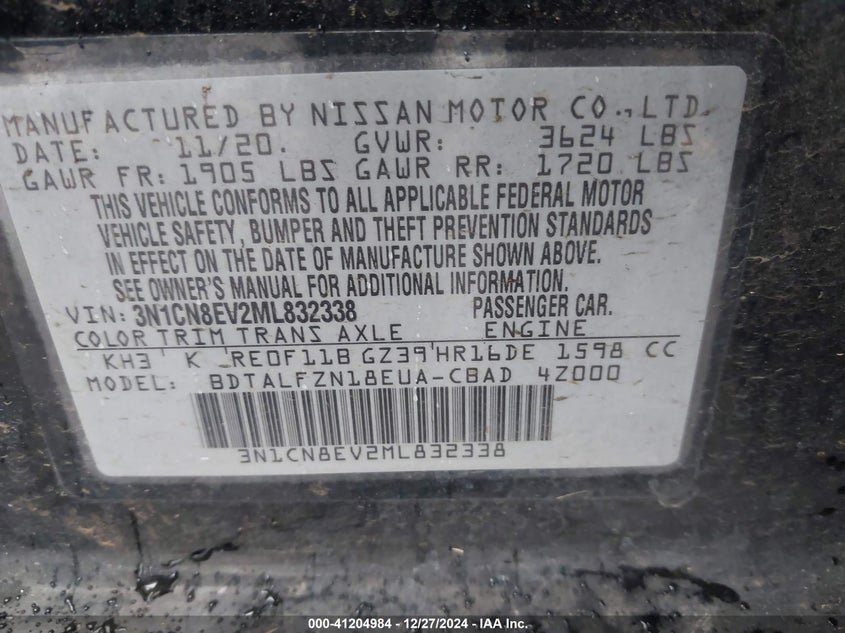 MANUFACTURED BY NISSAN MOTOR CO.,LTD.
DATE: 11/20. GVWR: 3624 LBS
GAWR FR: 1905 LBS GAWR RR: 1720 LBS
THIS VEHICLE CONFORMS TO ALL APPLICABLE FEDERAL MOTOR
VEHICLE SAFETY, BUMPER AND THEFT PREVENTION STANDARDS
IN EFFECT ON THE DATE OF MANUFACTURE SHOWN ABOVE.
SEE OWNER'S MANUAL FOR ADDITIONAL INFORMATION.
VIN: 3N1CN8EV2ML832338 PASSENGER CAR.
COLOR TRIM TRANS AXLE ENGINE
KH3 K RE0F11B GZ39 HR16DE 1598 CC
MODEL: BDTALFZN18EUA-CBAD 4Z000
3N1CN8EV2ML832338
000-41204984 - 12/27/2024 - IAA Inc.